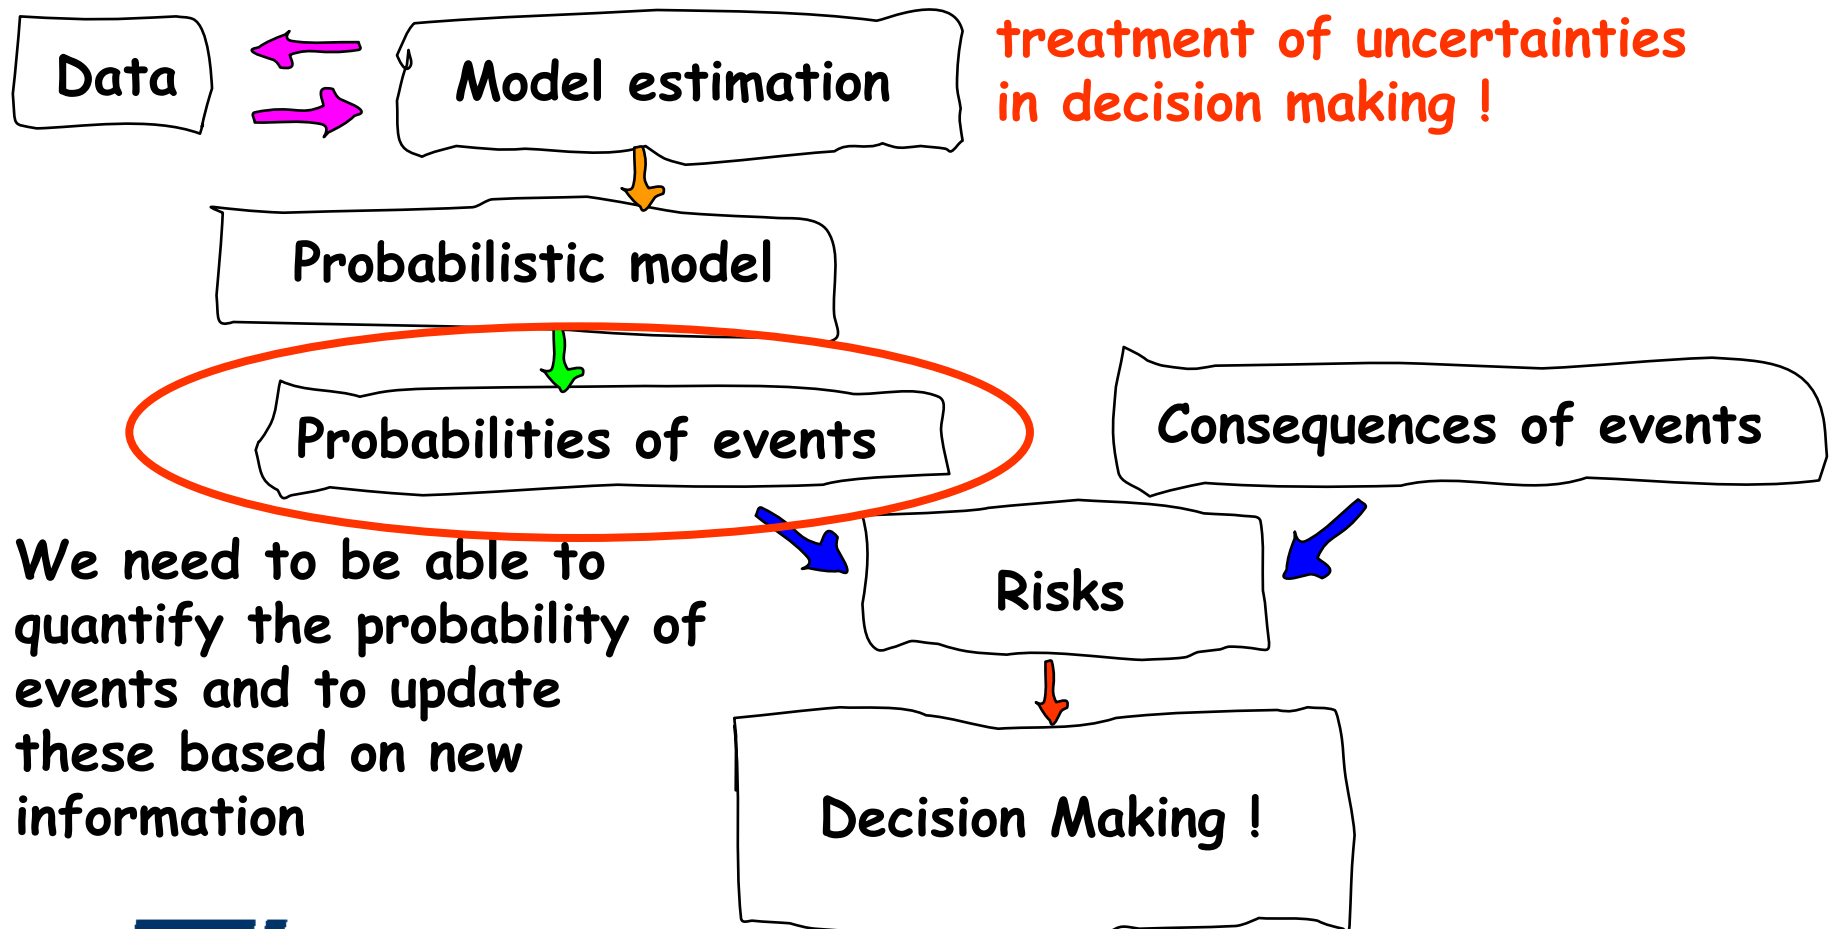 Data
Model estimation
treatment of uncertainties
in decision making !
Probabilistic model
Probabilities of events
Consequences of events
We need to be able to
quantify the probability of
events and to update
these based on new
information
Risks
Decision Making !